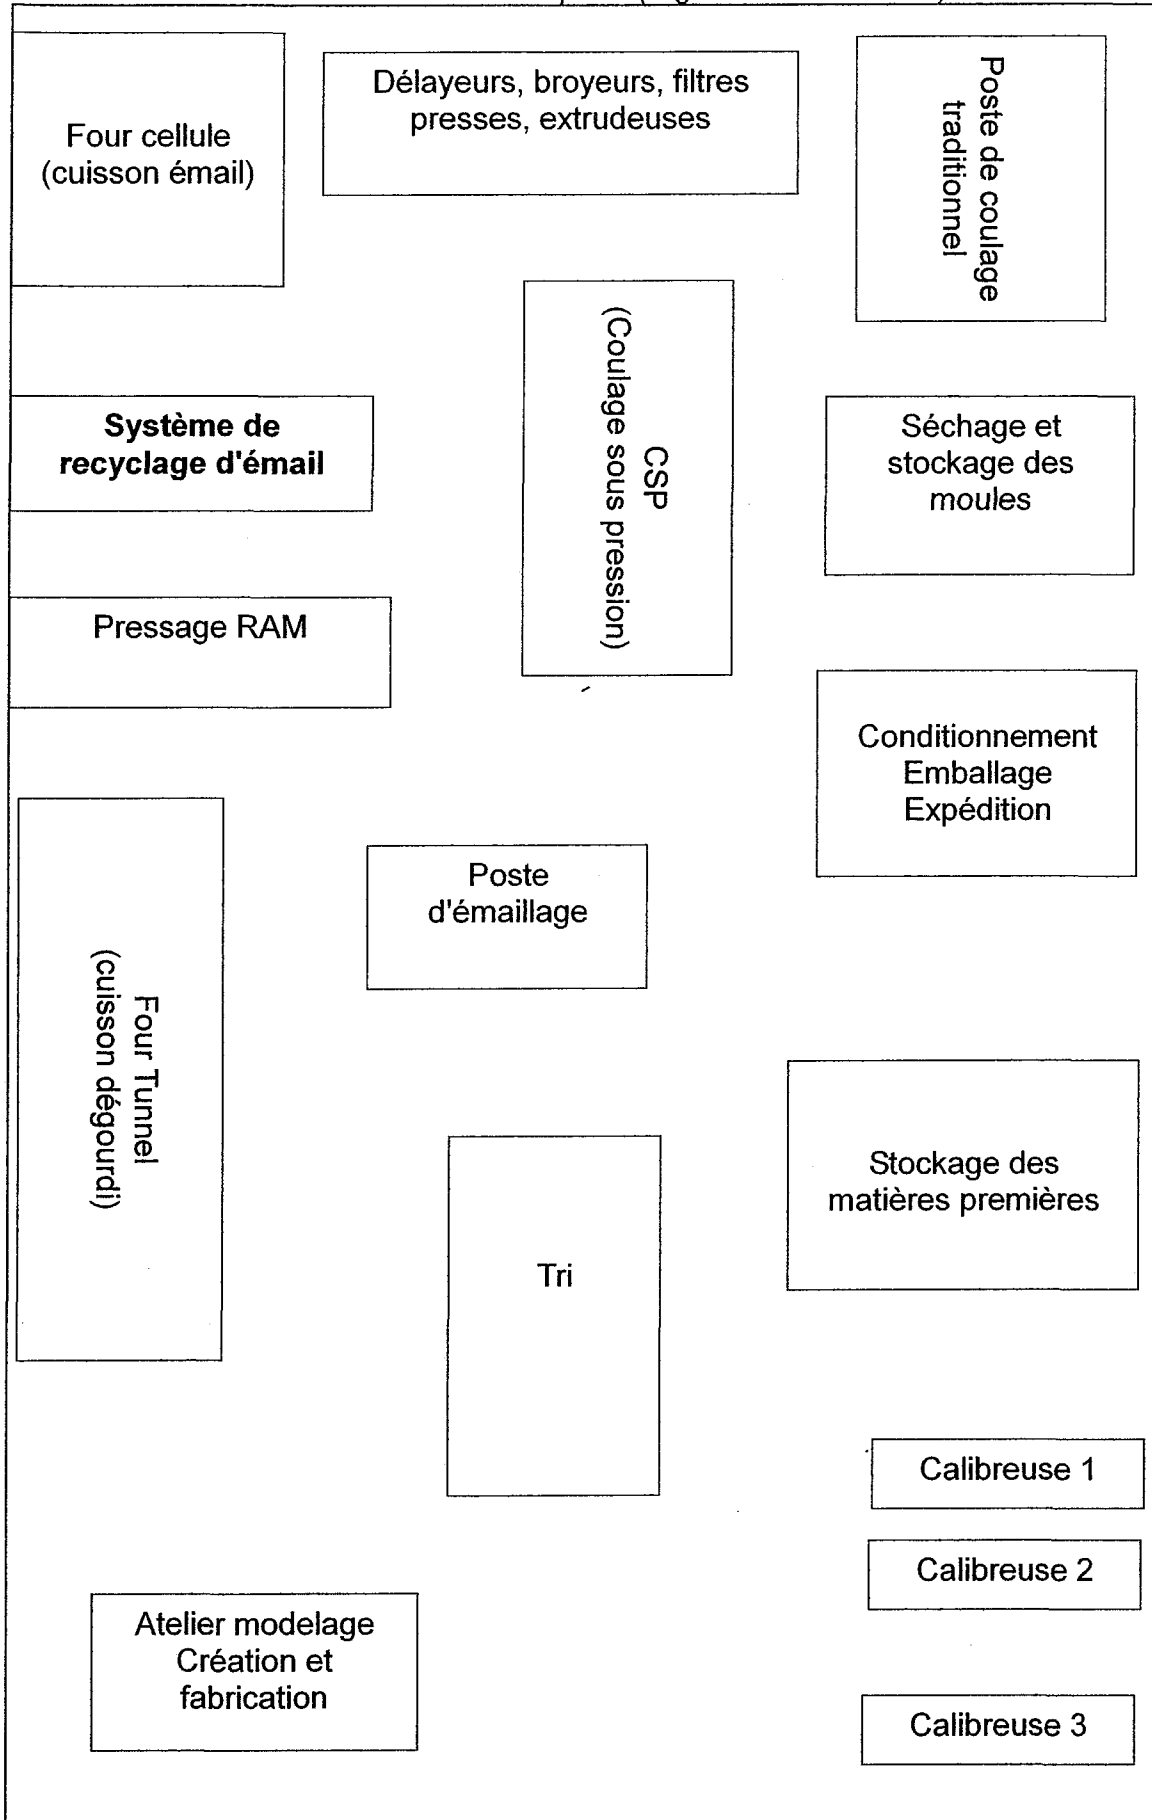 Four cellule
(cuisson émail)
Délayeurs, broyeurs, filtres
presses, extrudeuses
Poste de coulage
traditionnel
CSP
(Coulage sous pression)
Système de
recyclage d'émail
Séchage et
stockage des
moules
Pressage RAM
Conditionnement
Emballage
Expédition
Poste
d'émaillage
Four Tunnel
(cuisson dégourdi)
Stockage des
matières premières
Tri
Calibreuse 1
Calibreuse 2
Atelier modelage
Création et
fabrication
Calibreuse 3